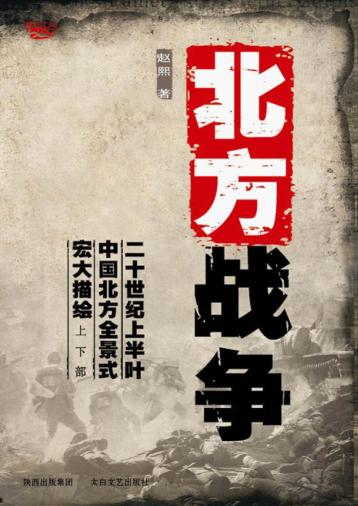 赵熙 著
北方战争
二十世纪上半叶
中国北方全景式
宏大描绘 上下部
陕西出版集团 太白文艺出版社